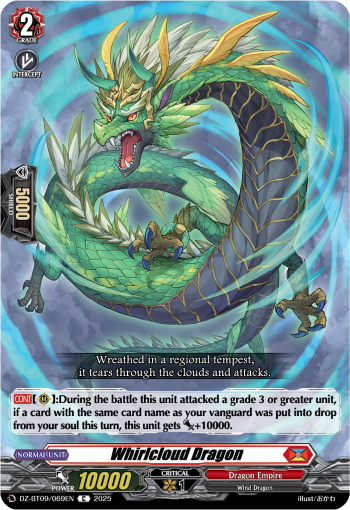 2
GRADE
INTERCEPT
5000
SHIELD
Wreathed in a regional tempest,
it tears through the clouds and attacks.
CONT【 】:During the battle this unit attacked a grade 3 or greater unit,
if a card with the same card name as your vanguard was put into drop
from your soul this turn, this unit gets +10000.
NORMAL UNIT
Whirlcloud Dragon
POWER 10000
CRITICAL
1
Dragon Empire
Wind Dragon
D DZ-BT09/069EN C 2025
illust/おかわ